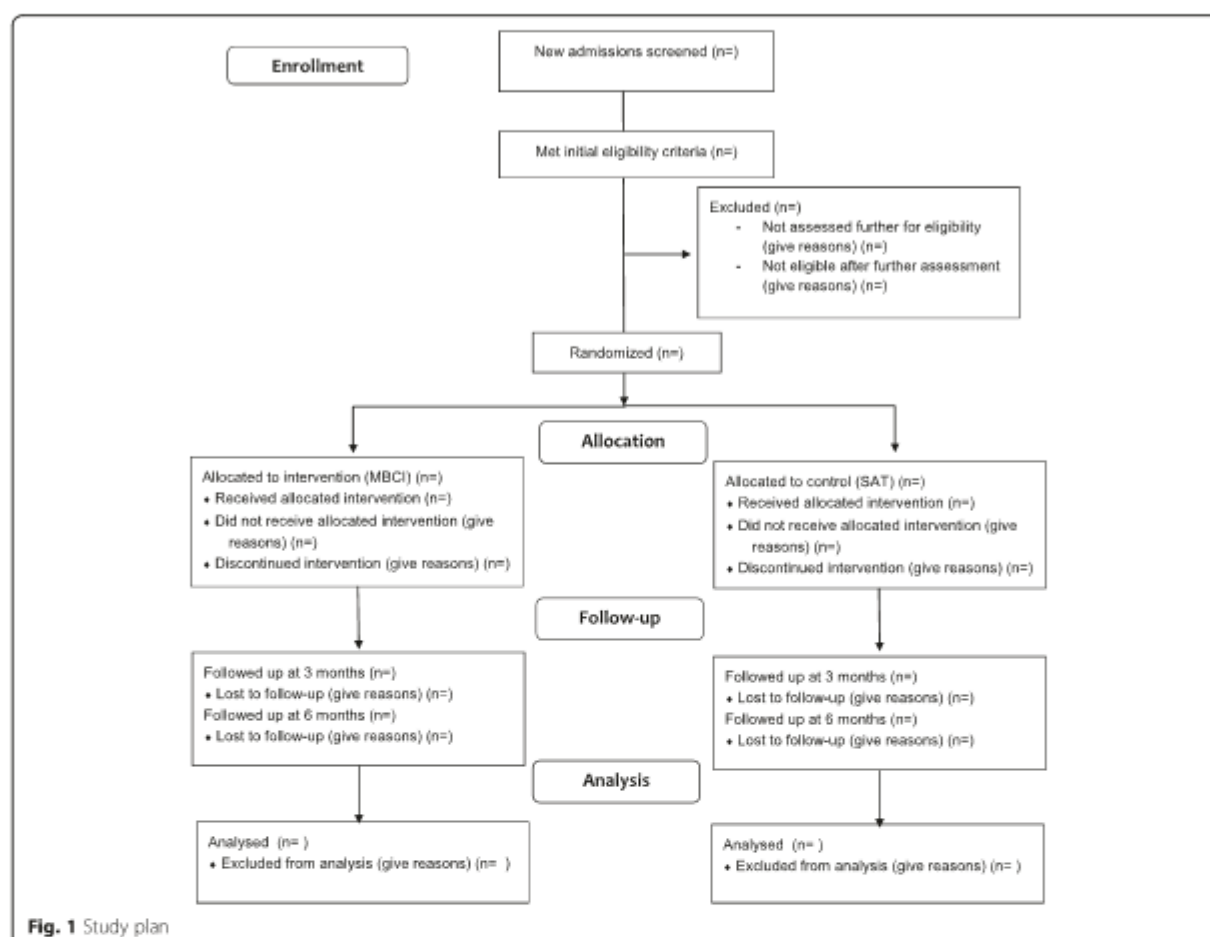 New admissions screened (n=)
Enrollment
Met initial eligibility criteria (n=)
Excluded (n=)
- Not assessed further for eligibility
(give reasons) (n=)
- Not eligible after further assessment
(give reasons) (n=)
Randomized (n=)
Allocation
Allocated to intervention (MBCI) (n=)
♦ Received allocated intervention (n=)
♦ Did not receive allocated intervention (give
reasons) (n=)
♦ Discontinued intervention (give reasons) (n=)
Allocated to control (SAT) (n=)
♦ Received allocated intervention (n=)
♦ Did not receive allocated intervention (give
reasons) (n=)
♦ Discontinued intervention (give reasons) (n=)
Follow-up
Followed up at 3 months (n=)
♦ Lost to follow-up (give reasons) (n=)
Followed up at 6 months (n=)
♦ Lost to follow-up (give reasons) (n=)
Followed up at 3 months (n=)
♦ Lost to follow-up (give reasons) (n=)
Followed up at 6 months (n=)
♦ Lost to follow-up (give reasons) (n=)
Analysis
Analysed (n= )
♦ Excluded from analysis (give reasons) (n= )
Analysed (n= )
♦ Excluded from analysis (give reasons) (n= )
Fig. 1 Study plan